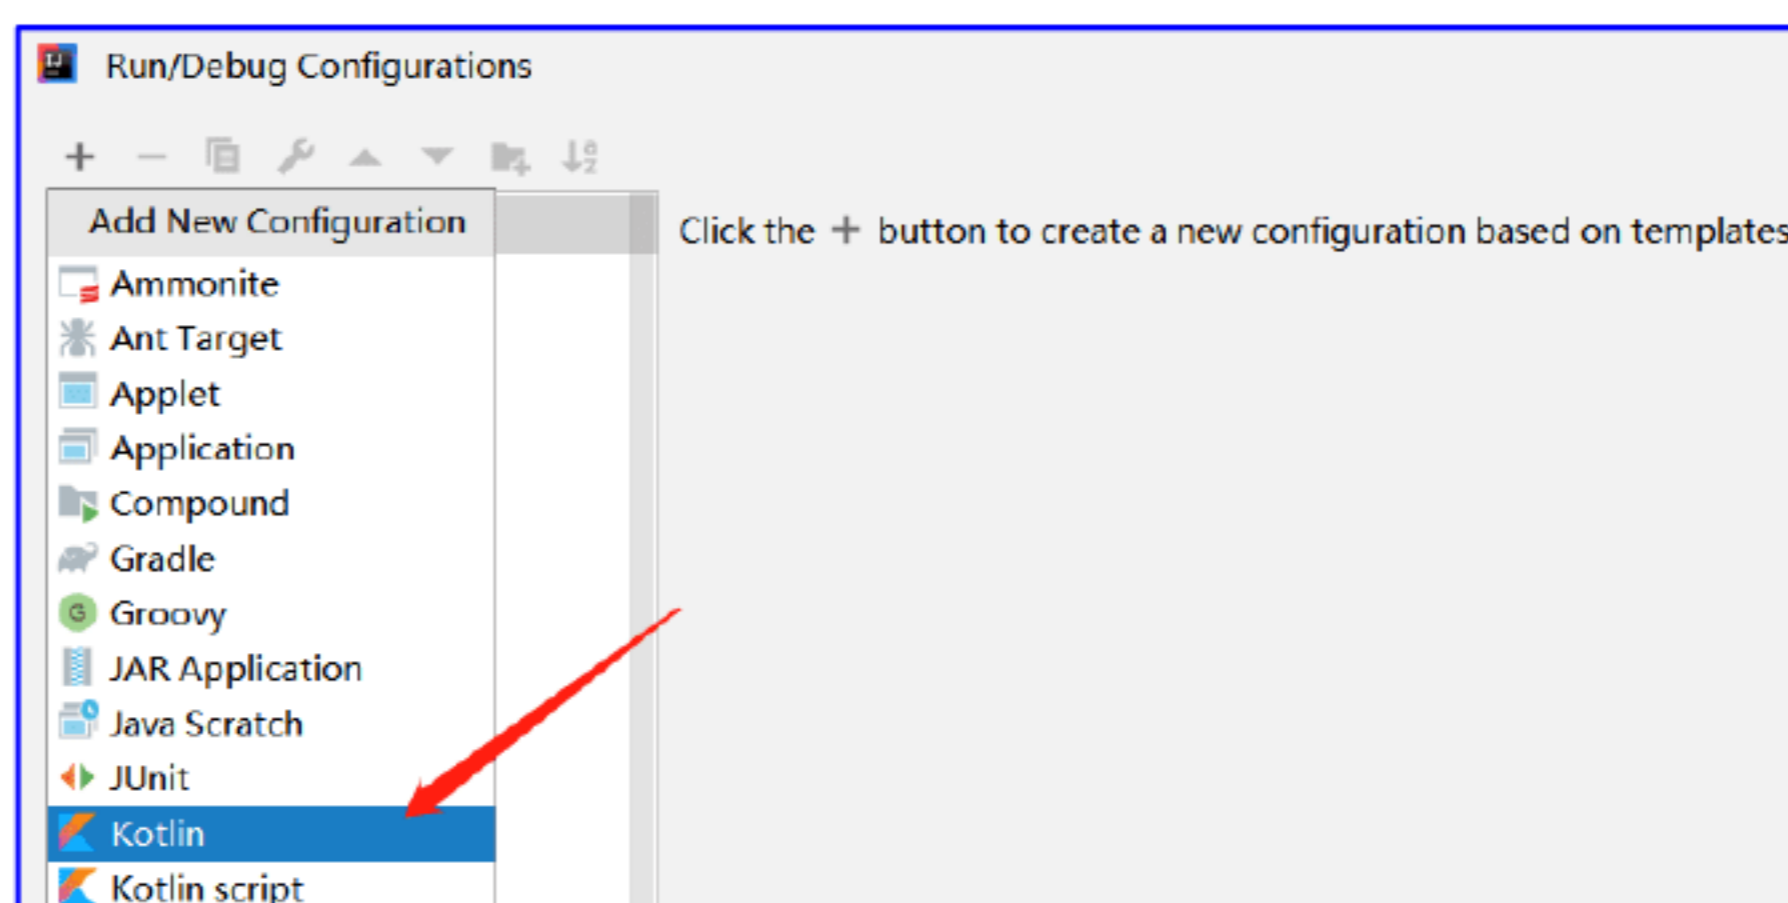 Run/Debug Configurations
Add New Configuration
Click the + button to create a new configuration based on templates
Ammonite
Ant Target
Applet
Application
Compound
Gradle
Groovy
JAR Application
Java Scratch
JUnit
Kotlin
Kotlin script